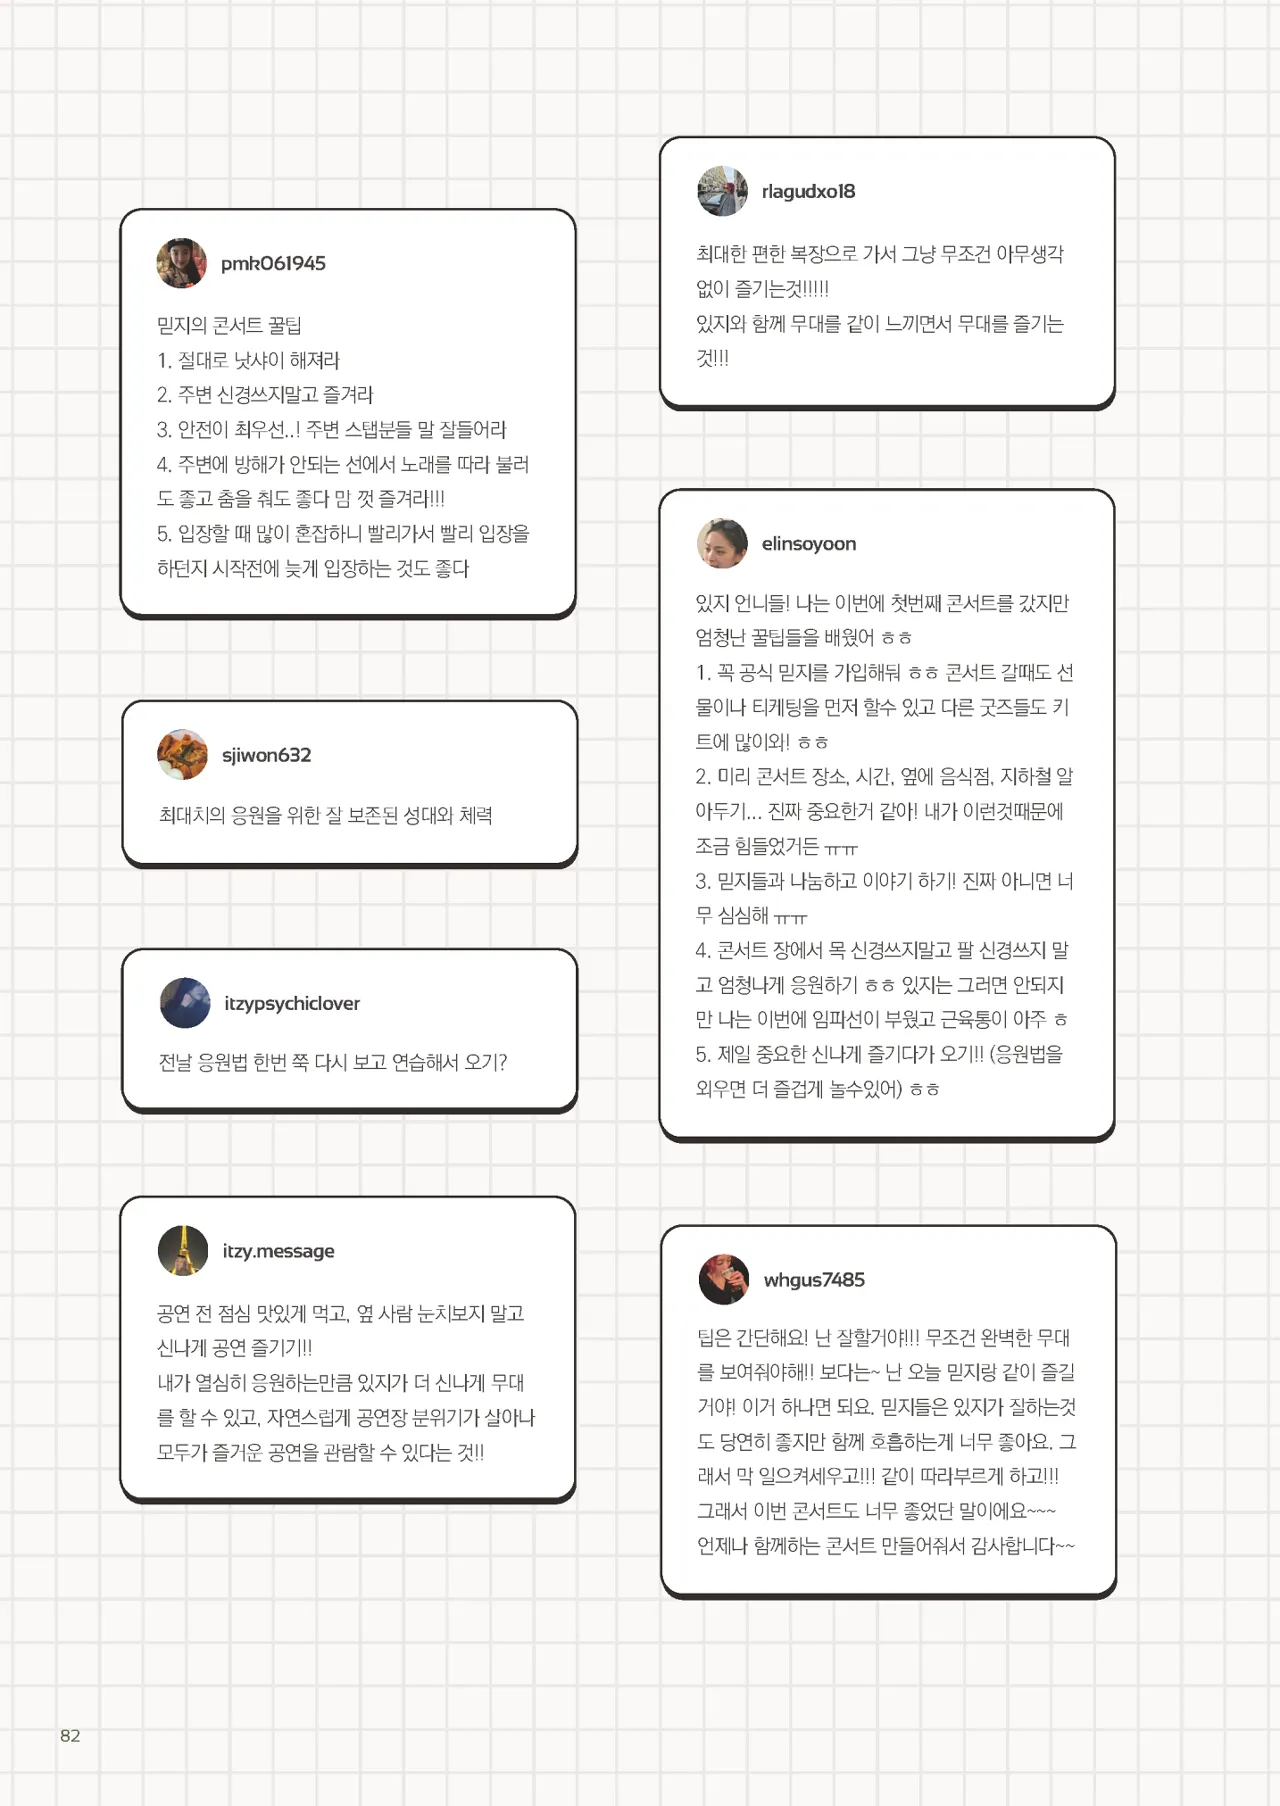 pmk061945
믿지의 콘서트 꿀팁
1. 절대로 낯샤이 해져라
2. 주변 신경쓰지말고 즐겨라
3. 안전이 최우선..! 주변 스탭분들 말 잘들어라
4. 주변에 방해가 안되는 선에서 노래를 따라 불러
도 좋고 춤을 춰도 좋다 맘 껏 즐겨라!!!
5. 입장할 때 많이 혼잡하니 빨리가서 빨리 입장을
하던지 시작전에 늦게 입장하는 것도 좋다
sjiwon632
최대치의 응원을 위한 잘 보존된 성대와 체력
itzypsychiclover
전날 응원법 한번 쭉 다시 보고 연습해서 오기?
itzy.message
공연 전 점심 맛있게 먹고, 옆 사람 눈치보지 말고
신나게 공연 즐기기!!
내가 열심히 응원하는만큼 있지가 더 신나게 무대
를 할 수 있고, 자연스럽게 공연장 분위기가 살아나
모두가 즐거운 공연을 관람할 수 있다는 것!!
rlagudxo18
최대한 편한 복장으로 가서 그냥 무조건 아무생각
없이 즐기는것!!!!!
있지와 함께 무대를 같이 느끼면서 무대를 즐기는
것!!!
elinsoyoon
있지 언니들! 나는 이번에 첫번째 콘서트를 갔지만
엄청난 꿀팁들을 배웠어 ㅎㅎ
1. 꼭 공식 믿지를 가입해둬 ㅎㅎ 콘서트 갈때도 선
물이나 티케팅을 먼저 할수 있고 다른 굿즈들도 키
트에 많이와! ㅎㅎ
2. 미리 콘서트 장소, 시간, 옆에 음식점, 지하철 알
아두기... 진짜 중요한거 같아! 내가 이런것때문에
조금 힘들었거든 ㅠㅠ
3. 믿지들과 나눔하고 이야기 하기! 진짜 아니면 너
무 심심해 ㅠㅠ
4. 콘서트 장에서 목 신경쓰지말고 팔 신경쓰지 말
고 엄청나게 응원하기 ㅎㅎ 있지는 그러면 안되지
만 나는 이번에 임파선이 부웠고 근육통이 아주 ㅎ
5. 제일 중요한 신나게 즐기다가 오기!! (응원법을
외우면 더 즐겁게 놀수있어) ㅎㅎ
whgus7485
팁은 간단해요! 난 잘할거야!!! 무조건 완벽한 무대
를 보여줘야해!! 보다는~ 난 오늘 믿지랑 같이 즐길
거야! 이거 하나면 되요. 믿지들은 있지가 잘하는것
도 당연히 좋지만 함께 호흡하는게 너무 좋아요. 그
래서 막 일으켜세우고!!! 같이 따라부르게 하고!!!
그래서 이번 콘서트도 너무 좋었단 말이에요~~~
언제나 함께하는 콘서트 만들어줘서 감사합니다~~
82